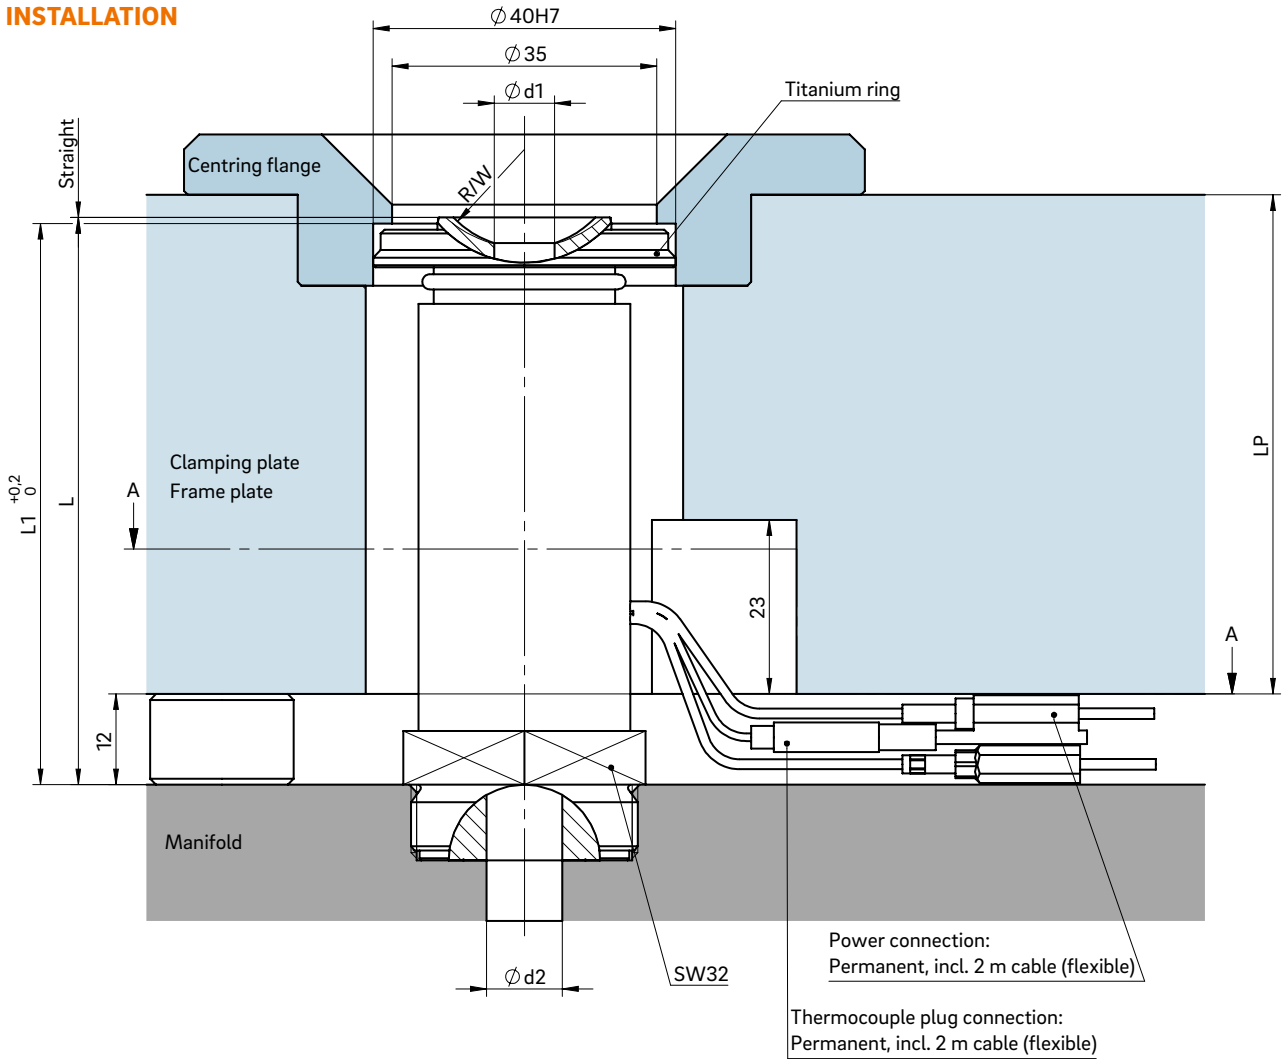 INSTALLATION
∅ 40H7
∅ 35
∅ d1
Titanium ring
Straight
Centring flange
R/W
Clamping plate
Frame plate
L1 +0,2 0
L
LP
A
23
A
12
Manifold
∅ d2
SW32
Power connection:
Permanent, incl. 2 m cable (flexible)
Thermocouple plug connection:
Permanent, incl. 2 m cable (flexible)